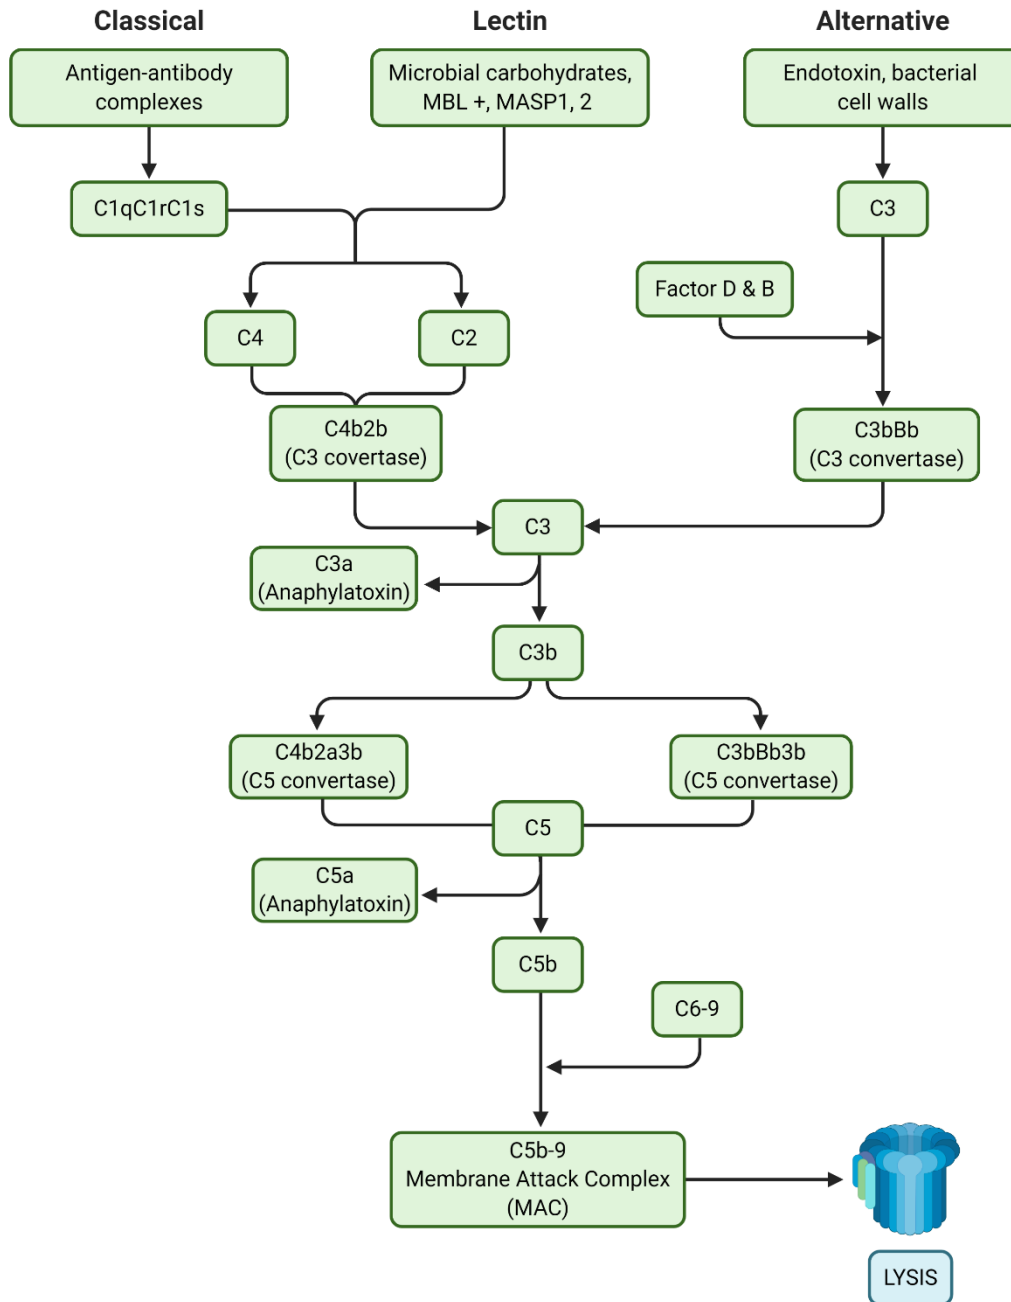 Classical
Lectin
Alternative
Antigen-antibody
complexes
Microbial carbohydrates,
MBL +, MASP1, 2
Endotoxin, bacterial
cell walls
C1qC1rC1s
C3
Factor D & B
C4
C2
C4b2b
(C3 covertase)
C3bBb
(C3 convertase)
C3
C3a
(Anaphylatoxin)
C3b
C4b2a3b
(C5 convertase)
C3bBb3b
(C5 convertase)
C5
C5a
(Anaphylatoxin)
C5b
C6-9
C5b-9
Membrane Attack Complex
(MAC)
LYSIS